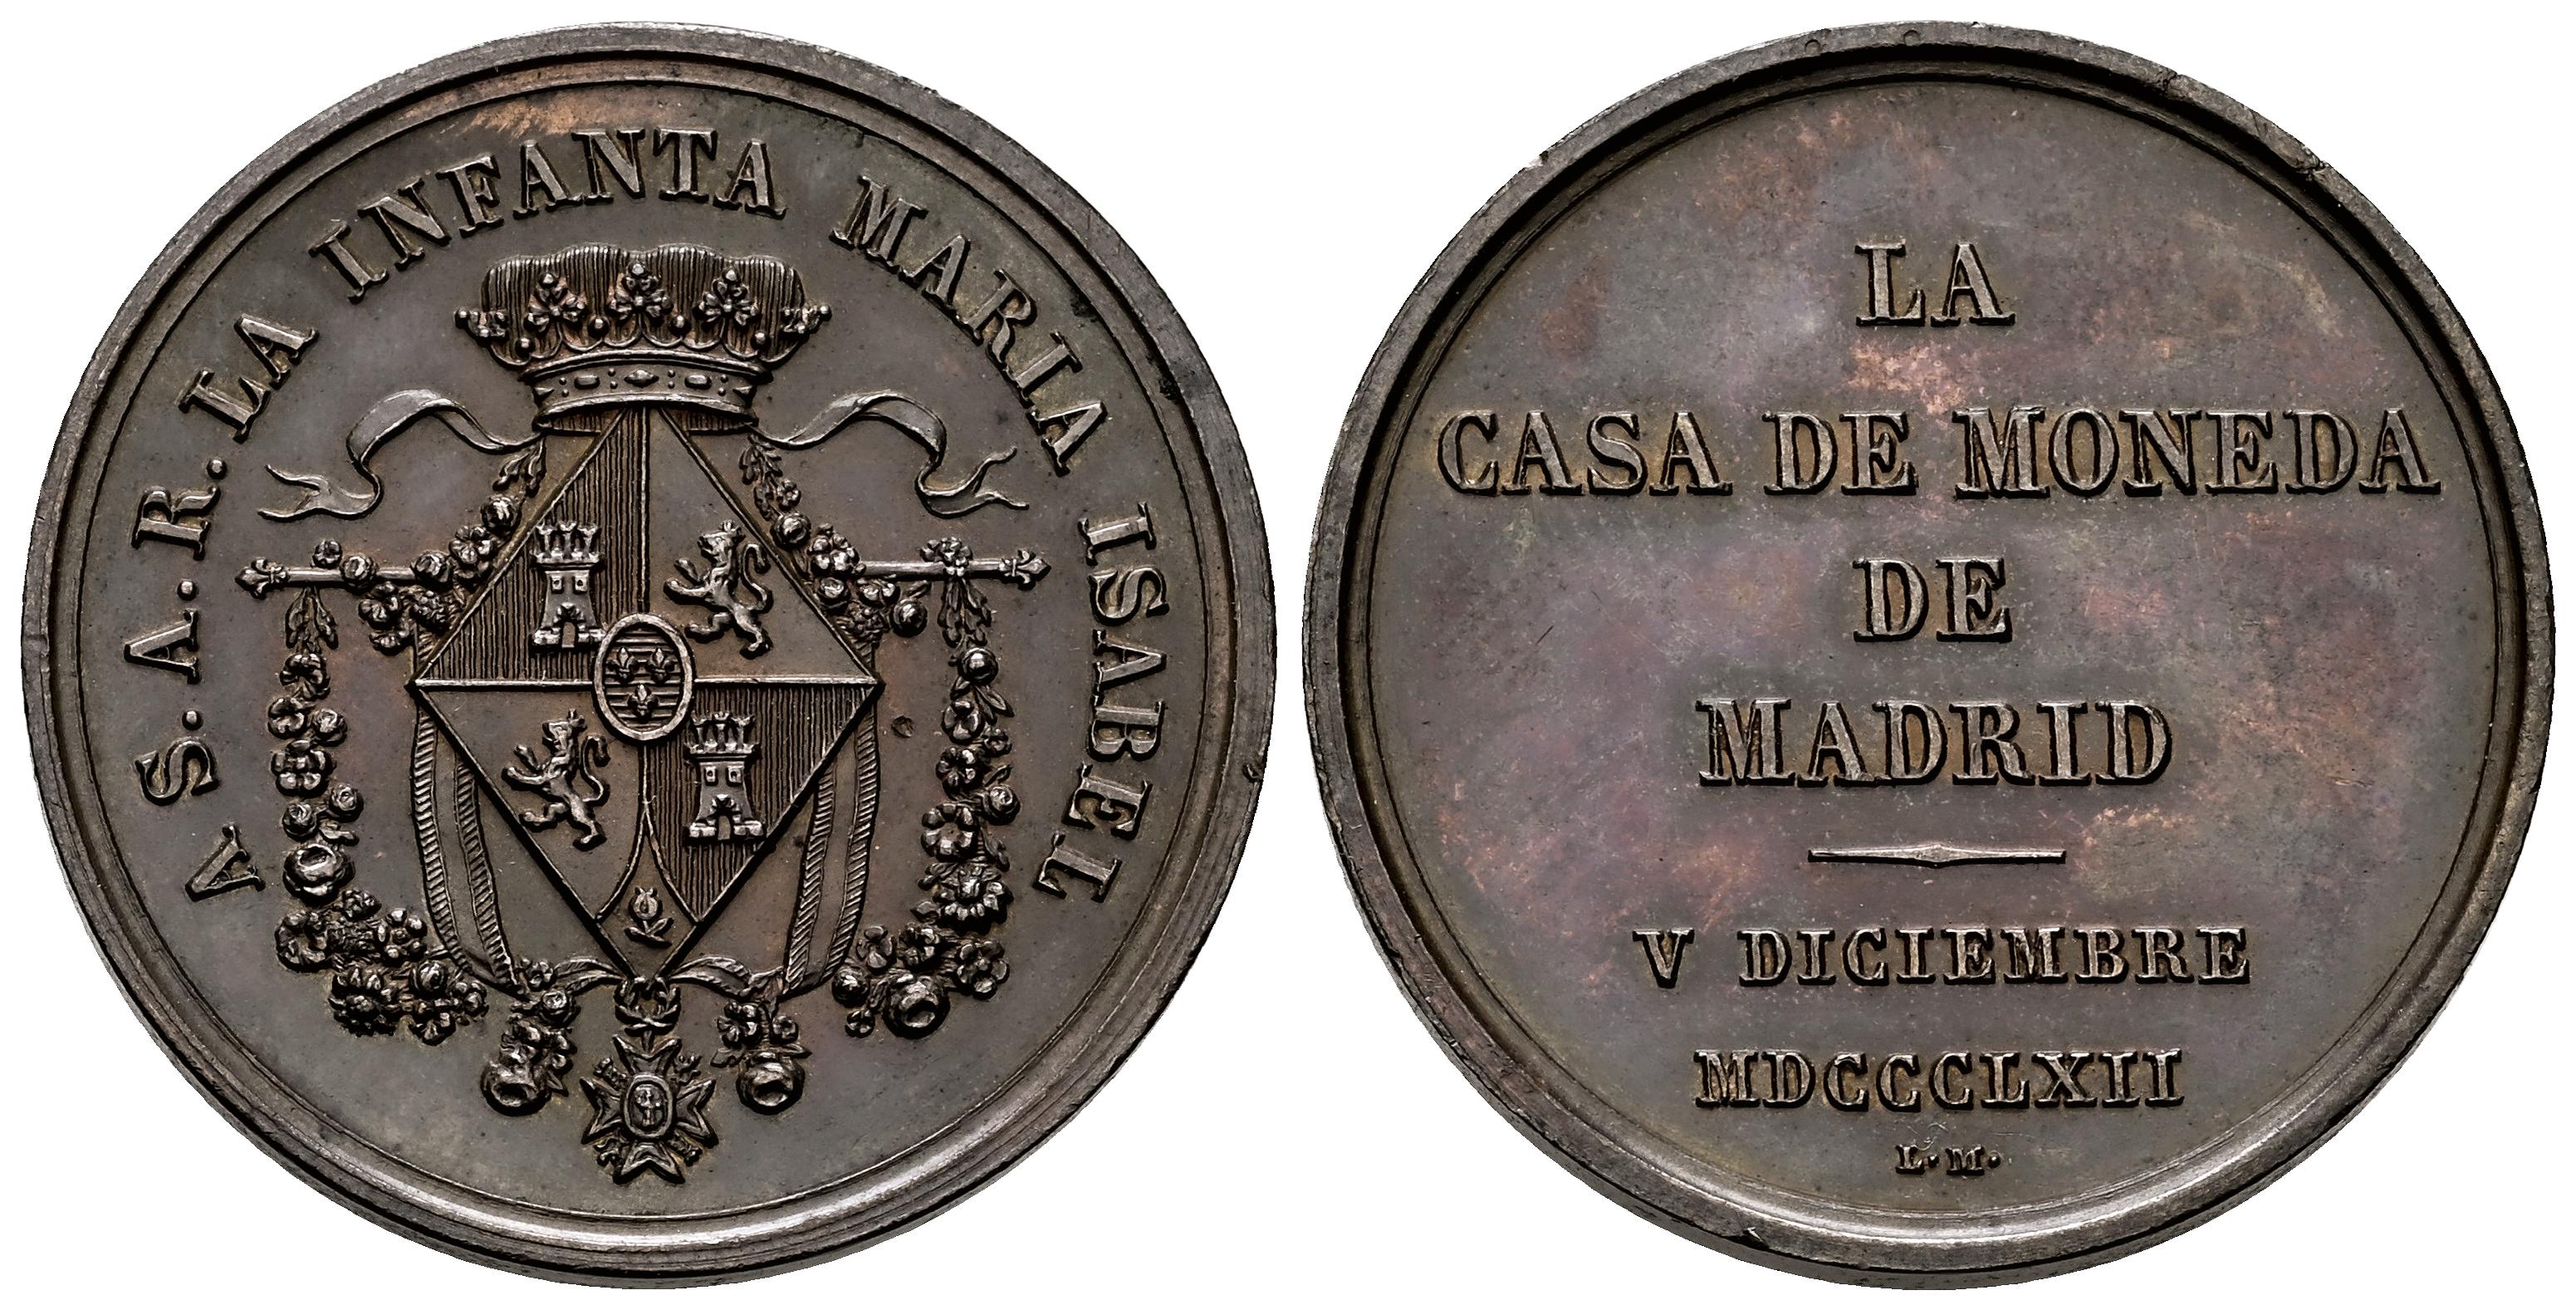 A S.A.R. LA INFANTA MARIA ISABEL
LA
CASA DE MONEDA
DE
MADRID
V DICIEMBRE
MDCCCLXII
L.M.